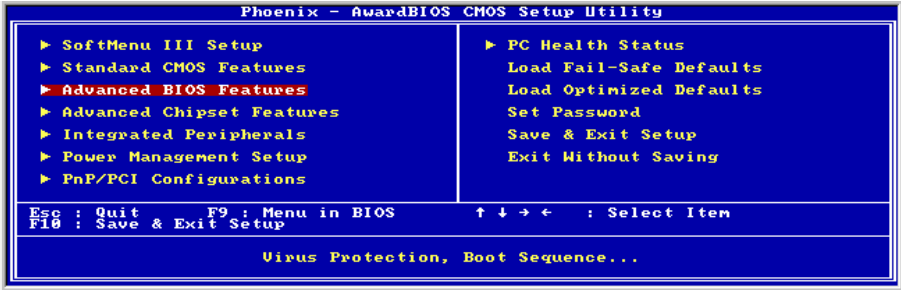 Phoenix - AwardBIOS CMOS Setup Utility
► SoftMenu III Setup
► Standard CMOS Features
► Advanced BIOS Features
► Advanced Chipset Features
► Integrated Peripherals
► Power Management Setup
► PnP/PCI Configurations
► PC Health Status
Load Fail-Safe Defaults
Load Optimized Defaults
Set Password
Save & Exit Setup
Exit Without Saving
Esc : Quit F9 : Menu in BIOS ↑ ↓ → ← : Select Item
F10 : Save & Exit Setup
Virus Protection, Boot Sequence...